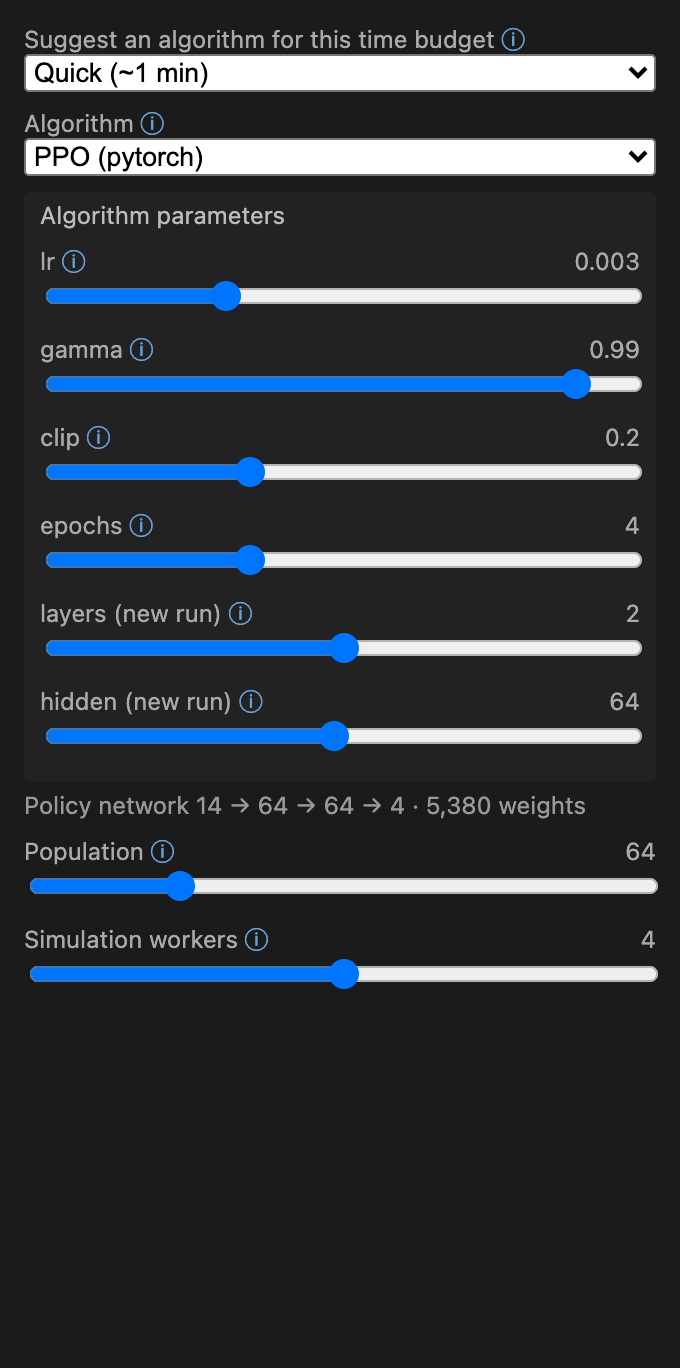 Suggest an algorithm for this time budget ⓘ
Quick (~1 min)
Algorithm ⓘ
PPO (pytorch)
Algorithm parameters
lr ⓘ 0.003
gamma ⓘ 0.99
clip ⓘ 0.2
epochs ⓘ 4
layers (new run) ⓘ 2
hidden (new run) ⓘ 64
Policy network 14 → 64 → 64 → 4 · 5,380 weights
Population ⓘ 64
Simulation workers ⓘ 4